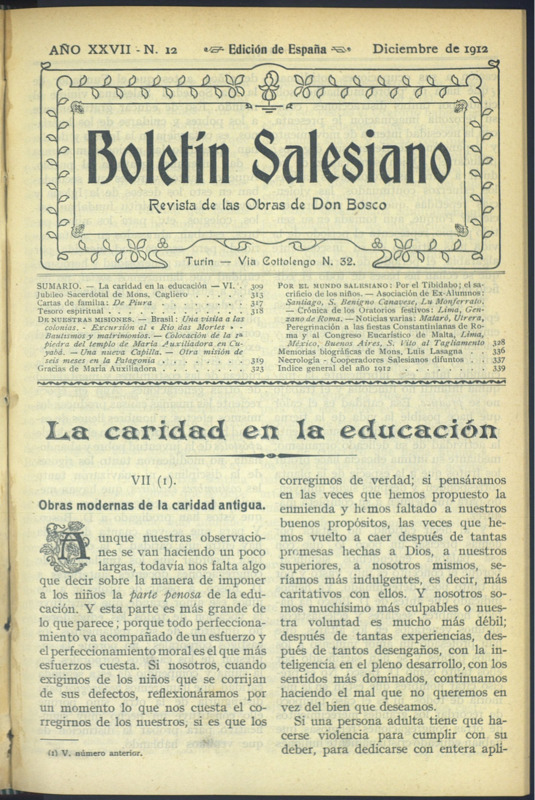 AÑO XXVII - N. 12 Edición de España Diciembre de 1912
Boletín Salesiano
Revista de las Obras de Don Bosco
Turín — Via Cottolengo N. 32.
SUMARIO. — La caridad en la educación — VI. . 309
Jubileo Sacerdotal de Mons. Cagliero . . . . . . 313
Cartas de familia: De Piura . . . . . . . . . 317
Tesoro espiritual . . . . . . . . . . . . . 318
DE NUESTRAS MISIONES. — Brasil: Una visita a las
colonias. - Excursión al « Rio das Mortes -
Bautismos y matrimonios. - Colocación de la 1ª
piedra del templo de María Auxiliadora en Cu-
yabá. - Una nueva Capilla. - Otra misión de
seis meses en la Patagonia . . . . . . . . . 319
Gracias de María Auxiliadora . . . . . . . . 323
POR EL MUNDO SALESIANO: Por el Tibidabo; el sa-
crificio de los niños. — Asociación de Ex-Alumnos:
Santiago, S. Benigno Canavese, Lu Monferrato.
— Crónica de los Oratorios festivos: Lima, Gen-
zano de Roma. — Noticias varias: Mataró, Utrera,
Peregrinación a las fiestas Constantinianas de Ro-
ma y al Congreso Eucarístico de Malta, Lima,
México, Buenos Aires, S. Vito al Tagliamento 328
Memorias biográficas de Mons. Luis Lasagna . . 336
Necrología - Cooperadores Salesianos difuntos . . 337
Indice general del año 1912 . . . . . . . . . 339
La caridad en la educación
VII (1).
Obras modernas de la caridad antigua.
Aunque nuestras observacio-
nes se van haciendo un poco
largas, todavía nos falta algo
que decir sobre la manera de imponer
a los niños la parte penosa de la edu-
cación. Y esta parte es más grande de
lo que parece; porque todo perfecciona-
miento va acompañado de un esfuerzo y
el perfeccionamiento moral es el que más
esfuerzos cuesta. Si nosotros, cuando
exigimos de los niños que se corrijan
de sus defectos, reflexionáramos por
un momento lo que nos cuesta el co-
rregirnos de los nuestros, si es que los
(1) V. número anterior.
corregimos de verdad; si pensáramos
en las veces que hemos propuesto la
enmienda y hemos faltado a nuestros
buenos propósitos, las veces que he-
mos vuelto a caer después de tantas
promesas hechas a Dios, a nuestros
superiores, a nosotros mismos, se-
ríamos más indulgentes, es decir, más
caritativos con ellos. Y nosotros so-
mos muchísimo más culpables o nues-
tra voluntad es mucho más débil;
después de tantas experiencias, des-
pués de tantos desengaños, con la in-
teligencia en el pleno desarrollo, con los
sentidos más dominados, continuamos
haciendo el mal que no queremos en
vez del bien que deseamos.
Si una persona adulta tiene que ha-
cerse violencia para cumplir con su
deber, para dedicarse con entera apli-